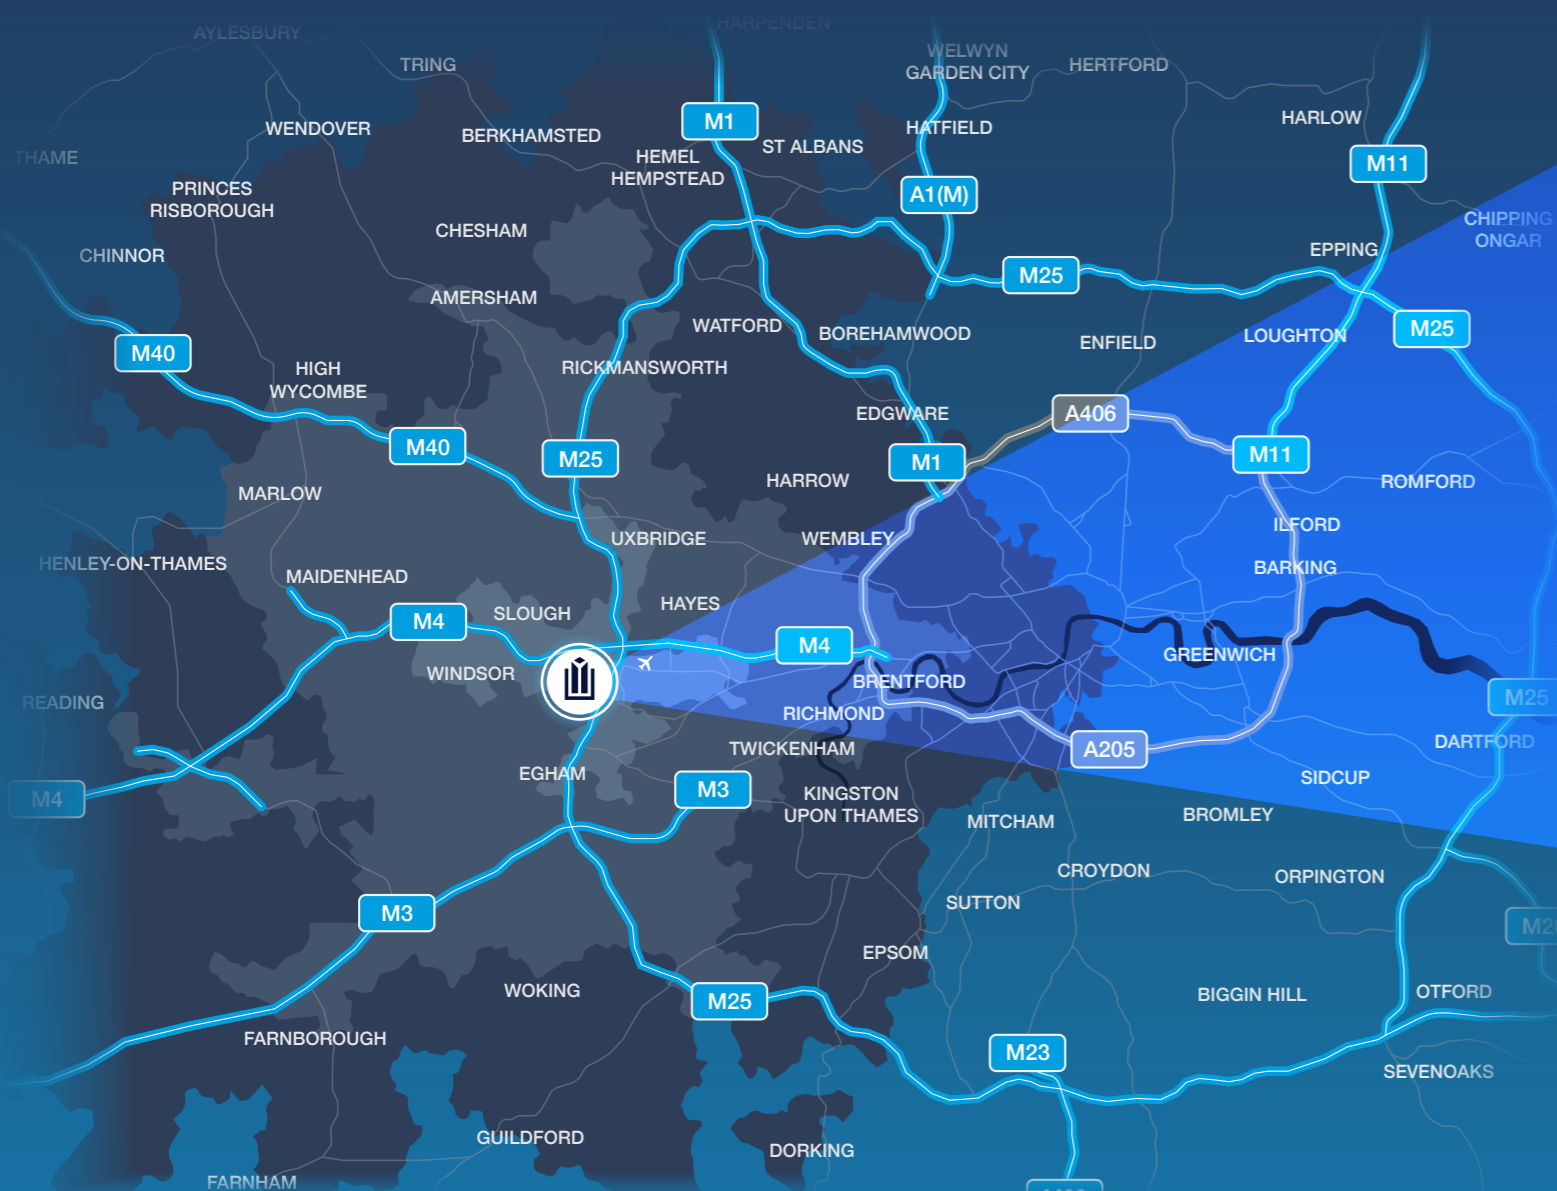 HARPENDEN
AYLESBURY
TRING
WELWYN
GARDEN CITY
HERTFORD
M1
WENDOVER
BERKHAMSTED
ST ALBANS
HATFIELD
HARLOW
THAME
HEMEL
HEMPSTEAD
M11
PRINCES
RISBOROUGH
A1(M)
CHESHAM
CHIPPING
ONGAR
CHINNOR
EPPING
M25
AMERSHAM
WATFORD
BOREHAMWOOD
ENFIELD
LOUGHTON
M25
M40
HIGH
WYCOMBE
RICKMANSWORTH
EDGWARE
A406
M40
M25
M1
M11
HARROW
ROMFORD
MARLOW
UXBRIDGE
WEMBLEY
ILFORD
HENLEY-ON-THAMES
MAIDENHEAD
BARKING
HAYES
M4
SLOUGH
M4
GREENWICH
WINDSOR
BRENTFORD
READING
RICHMOND
M25
TWICKENHAM
A205
DARTFORD
EGHAM
SIDCUP
M4
M3
KINGSTON
UPON THAMES
MITCHAM
BROMLEY
CROYDON
ORPINGTON
SUTTON
M3
EPSOM
WOKING
M25
BIGGIN HILL
OTFORD
FARNBOROUGH
M23
SEVENOAKS
GUILDFORD
DORKING
FARNHAM